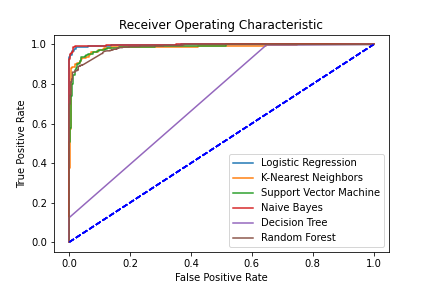 Receiver Operating Characteristic
1.0
0.8
0.6
0.4
0.2
0.0
True Positive Rate
Logistic Regression
K-Nearest Neighbors
Support Vector Machine
Naive Bayes
Decision Tree
Random Forest
0.0 0.2 0.4 0.6 0.8 1.0
False Positive Rate